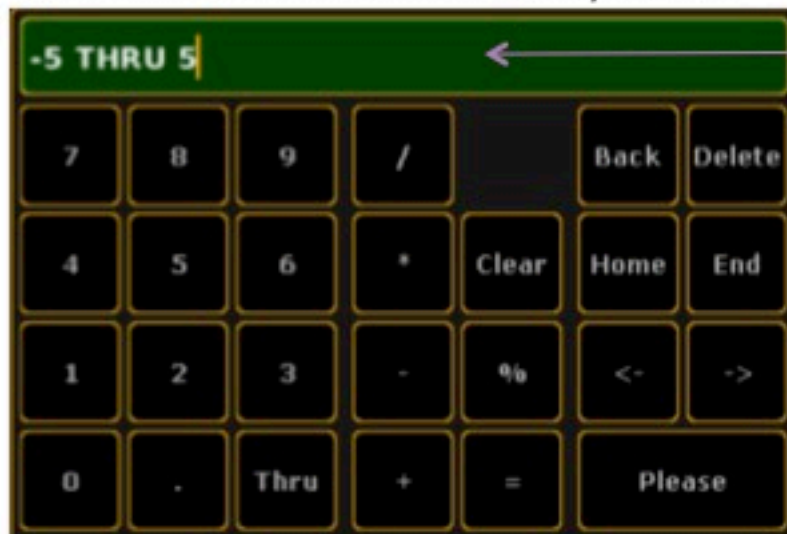 -5 THRU 5
7 8 9 / Back Delete
4 5 6 * Clear Home End
1 2 3 - % <- ->
0 . Thru + = Please